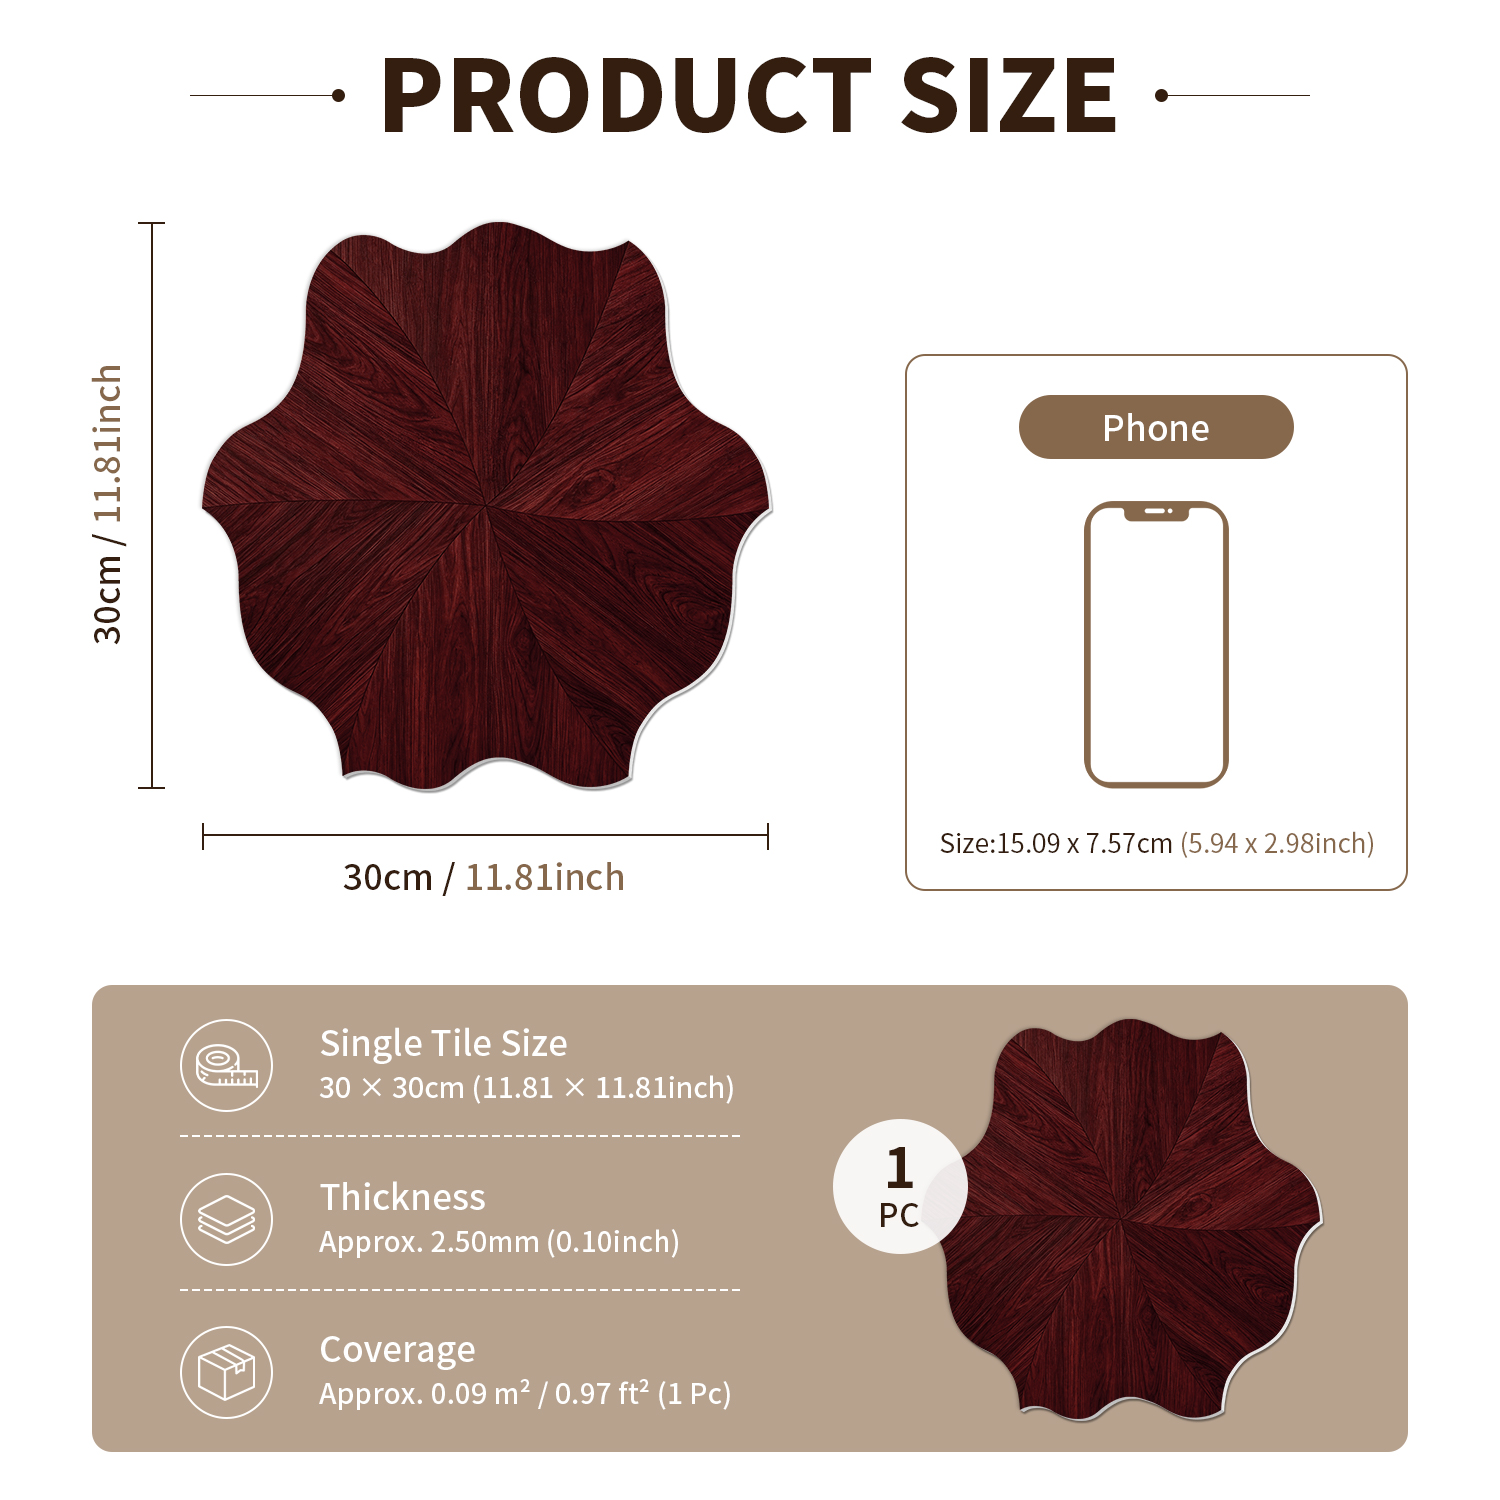 PRODUCT SIZE
30cm / 11.81inch
30cm / 11.81inch
Phone
Size:15.09 x 7.57cm (5.94 x 2.98inch)
Single Tile Size
30 × 30cm (11.81 × 11.81inch)
Thickness
Approx. 2.50mm (0.10inch)
Coverage
Approx. 0.09 m² / 0.97 ft² (1 Pc)
1
PC